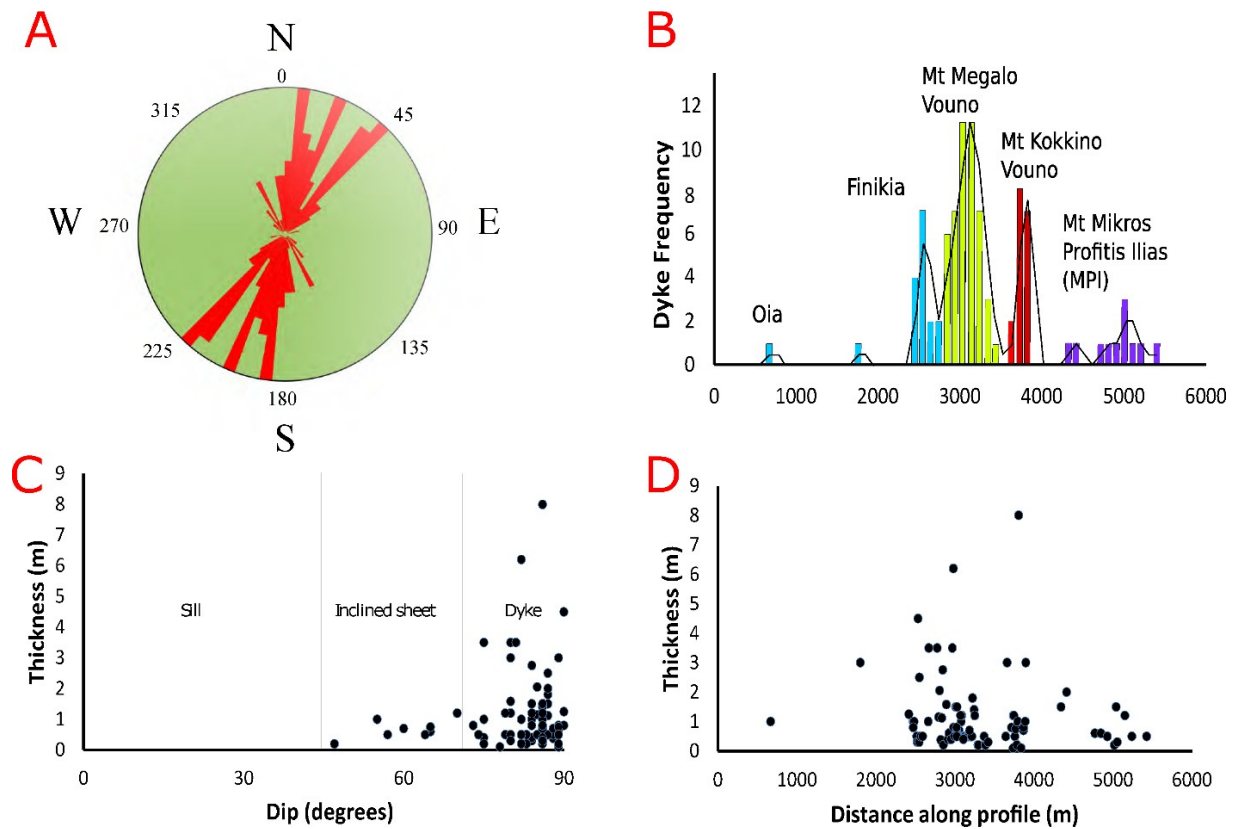 A
N
0
315
45
W
270
90
E
225
135
180
S
B
Dyke Frequency
12
10
8
6
4
2
0
Oia
Finikia
Mt Megalo
Vouno
Mt Kokkino
Vouno
Mt Mikros
Profitis Ilias
(MPI)
0 1000 2000 3000 4000 5000 6000
C
Thickness (m)
9
8
7
6
5
4
3
2
1
0
Sill Inclined sheet Dyke
0 30 60 90
Dip (degrees)
D
Thickness (m)
9
8
7
6
5
4
3
2
1
0
0 1000 2000 3000 4000 5000 6000
Distance along profile (m)